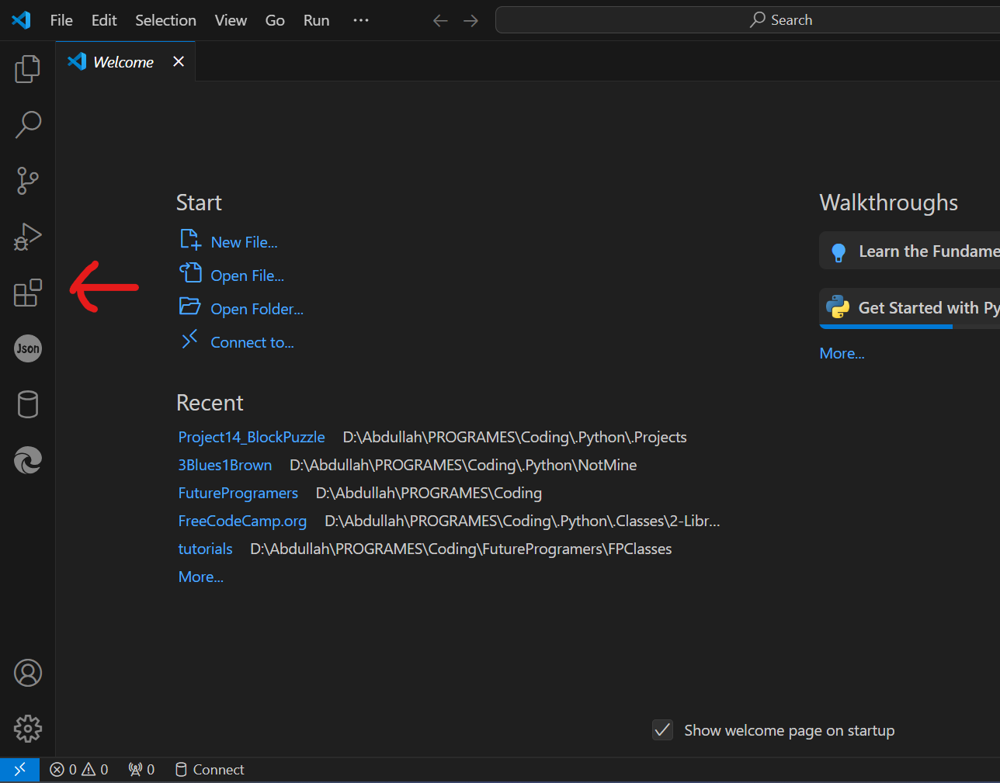 File Edit Selection View Go Run ··· Search
Welcome
Start
New File...
Open File...
Open Folder...
Connect to...
Recent
Project14_BlockPuzzle D:\Abdullah\PROGRAMES\Coding\.Python\.Projects
3Blues1Brown D:\Abdullah\PROGRAMES\Coding\.Python\NotMine
FutureProgramers D:\Abdullah\PROGRAMES\Coding
FreeCodeCamp.org D:\Abdullah\PROGRAMES\Coding\.Python\.Classes\2-Libr...
tutorials D:\Abdullah\PROGRAMES\Coding\FutureProgramers\FPClasses
More...
Walkthroughs
Learn the Fundame
Get Started with Py
More...
Json
Show welcome page on startup
0 0 0 Connect